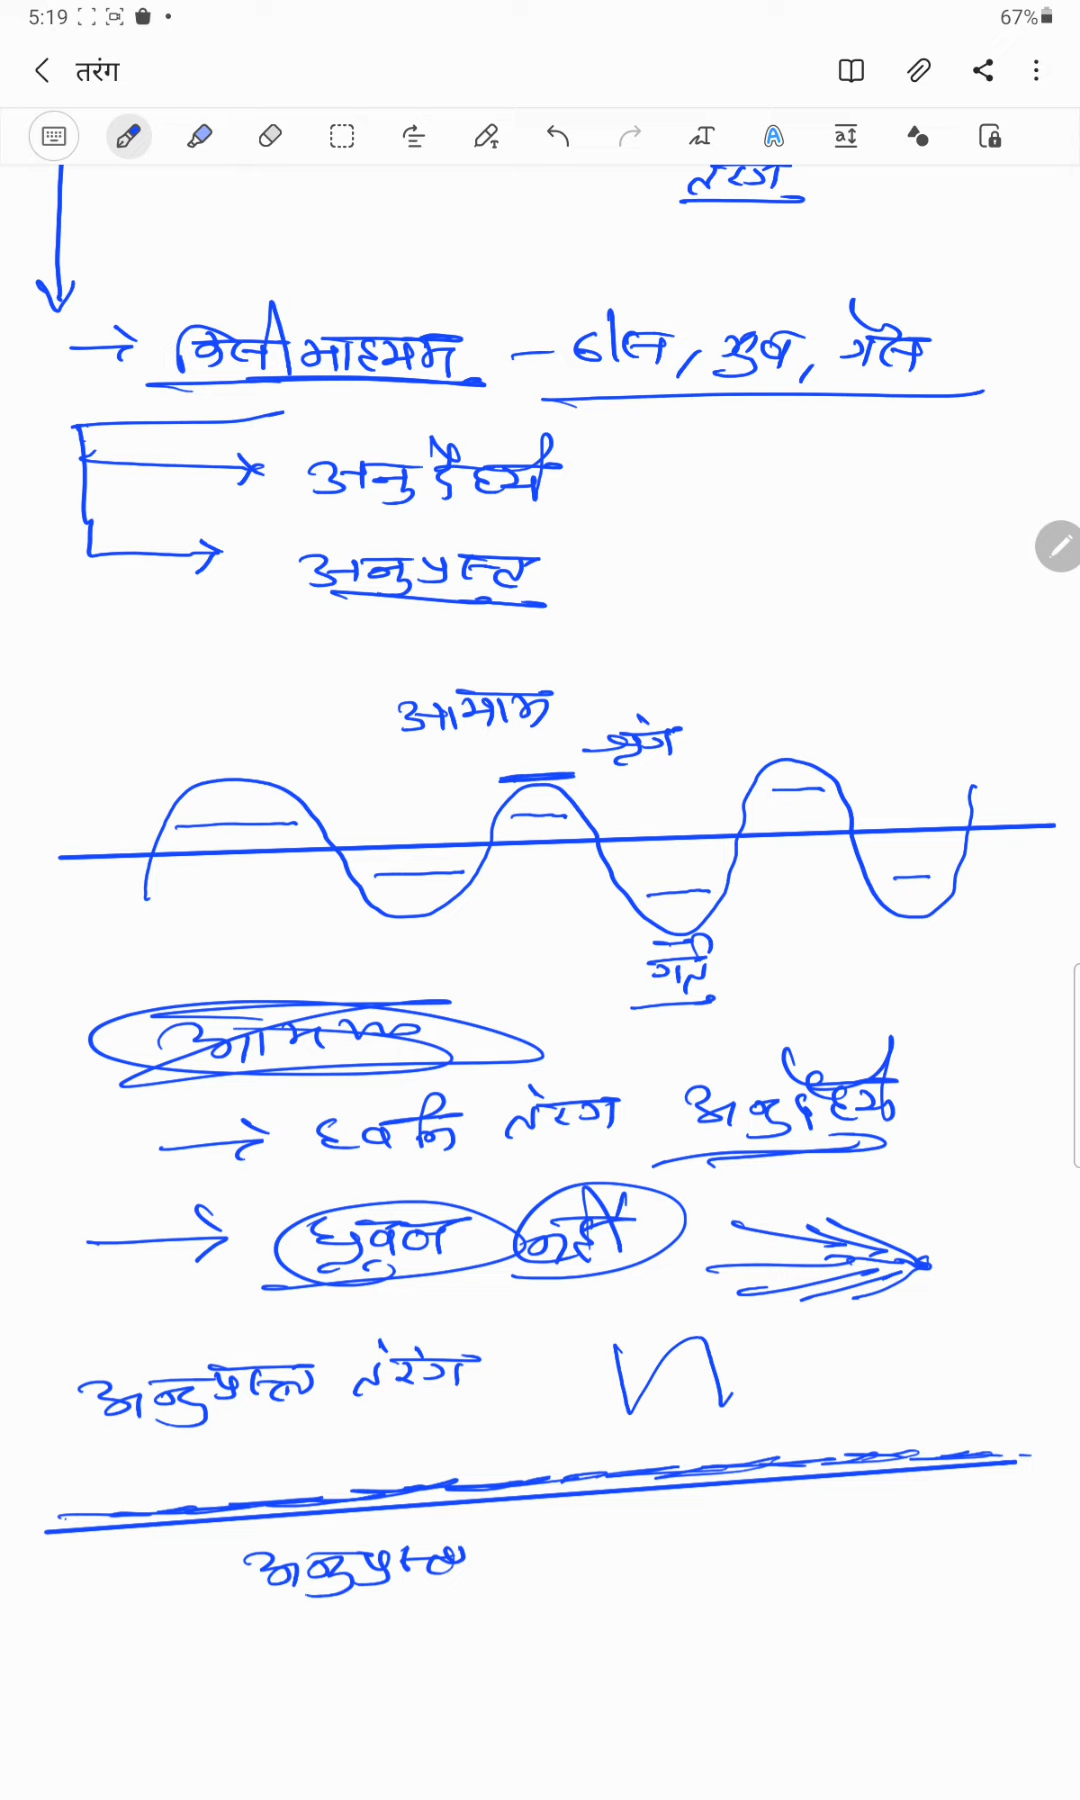 5:19
67%
तरंग
तरंग
→ किसी माध्यम – ठोस, द्रव, गैस
अनुदैर्ध्य
अनुप्रस्थ
आयाम
श्रृंग
गर्त
आयाम
→ ध्वनि तरंग अनुदैर्ध्य
→ ध्रुवण नहीं
अनुप्रस्थ तरंग
अनुप्रस्थ